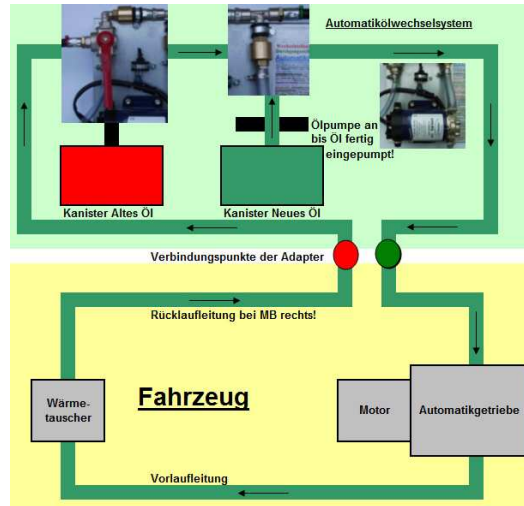 Automatikölwechselsystem
Ölpumpe an
bis Öl fertig
eingepumpt!
Kanister Altes Öl
Kanister Neues Öl
Verbindungspunkte der Adapter
Rücklaufleitung bei MB rechts!
Wärme-
tauscher
Fahrzeug
Motor
Automatikgetriebe
Vorlaufleitung